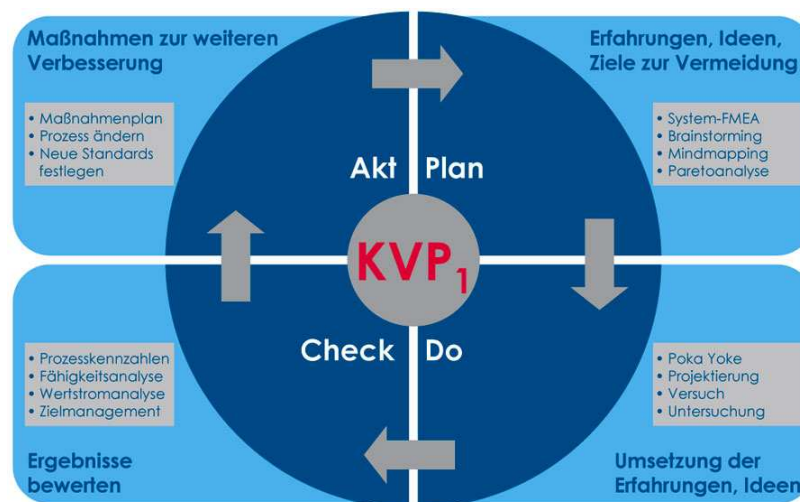 Maßnahmen zur weiteren
Verbesserung
• Maßnahmenplan
• Prozess ändern
• Neue Standards
festlegen
Erfahrungen, Ideen,
Ziele zur Vermeidung
• System-FMEA
• Brainstorming
• Mindmapping
• Paretoanalyse
Akt
Plan
KVP1
Check
Do
• Prozesskennzahlen
• Fähigkeitsanalyse
• Wertstromanalyse
• Zielmanagement
Ergebnisse
bewerten
• Poka Yoke
• Projektierung
• Versuch
• Untersuchung
Umsetzung der
Erfahrungen, Ideen